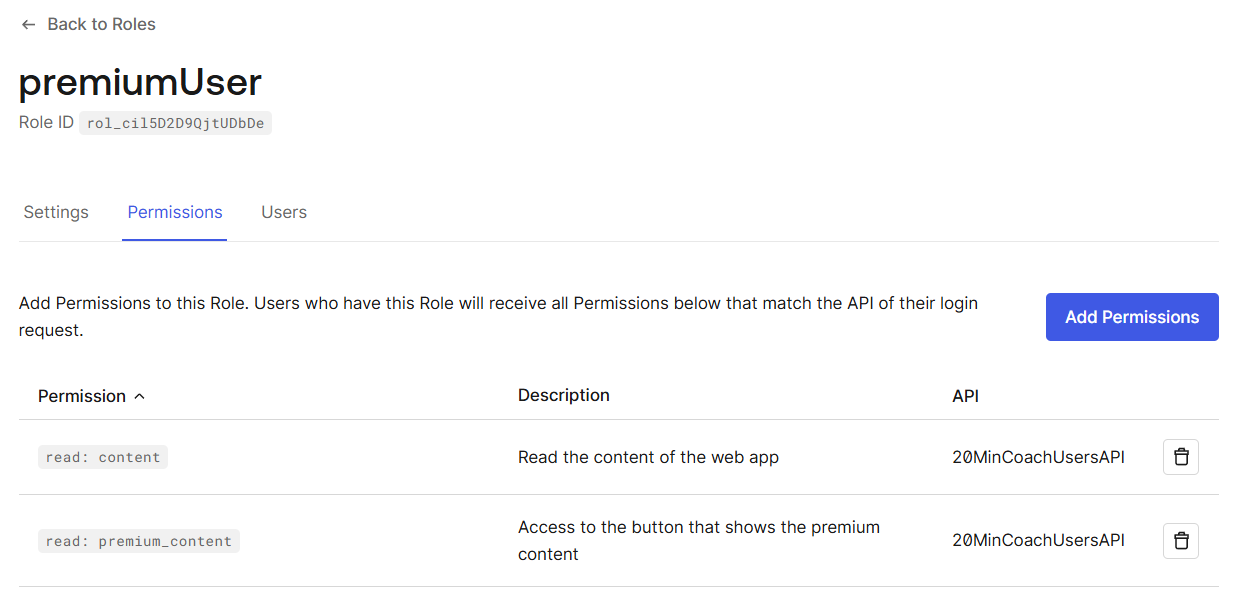 ← Back to Roles
premiumUser
Role ID rol_cil5D2D9QjtUDbDe
Settings Permissions Users
Add Permissions to this Role. Users who have this Role will receive all Permissions below that match the API of their login
request.
Add Permissions
Permission Description API
read: content Read the content of the web app 20MinCoachUsersAPI
read: premium_content Access to the button that shows the premium
content 20MinCoachUsersAPI